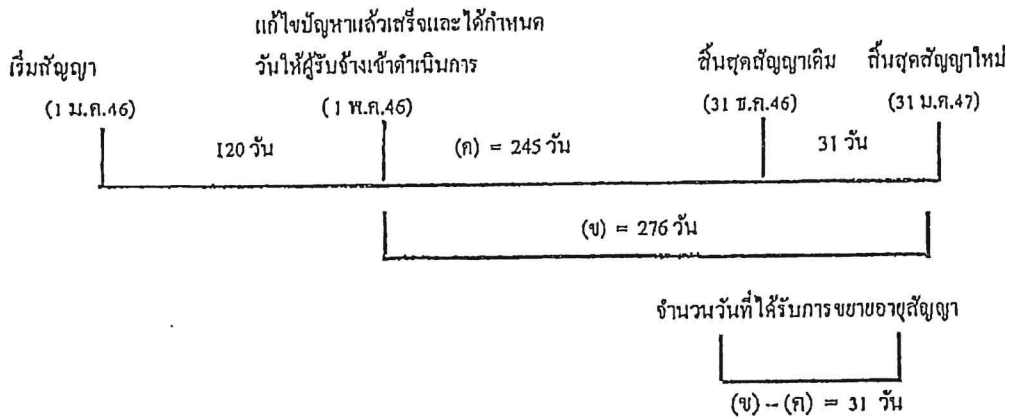 แก้ไขปัญหาแล้วเสร็จและได้กำหนด
เริ่มสัญญา วันให้ผู้รับจ้างเข้าดำเนินการ สิ้นสุดสัญญาเดิม สิ้นสุดสัญญาใหม่
(1 ม.ค.46) (1 พ.ค.46) (31 ธ.ค.46) (31 ม.ค.47)
120 วัน (ค) = 245 วัน 31 วัน
(ข) = 276 วัน
จำนวนวันที่ได้รับการขยายอายุสัญญา
(ข) – (ค) = 31 วัน